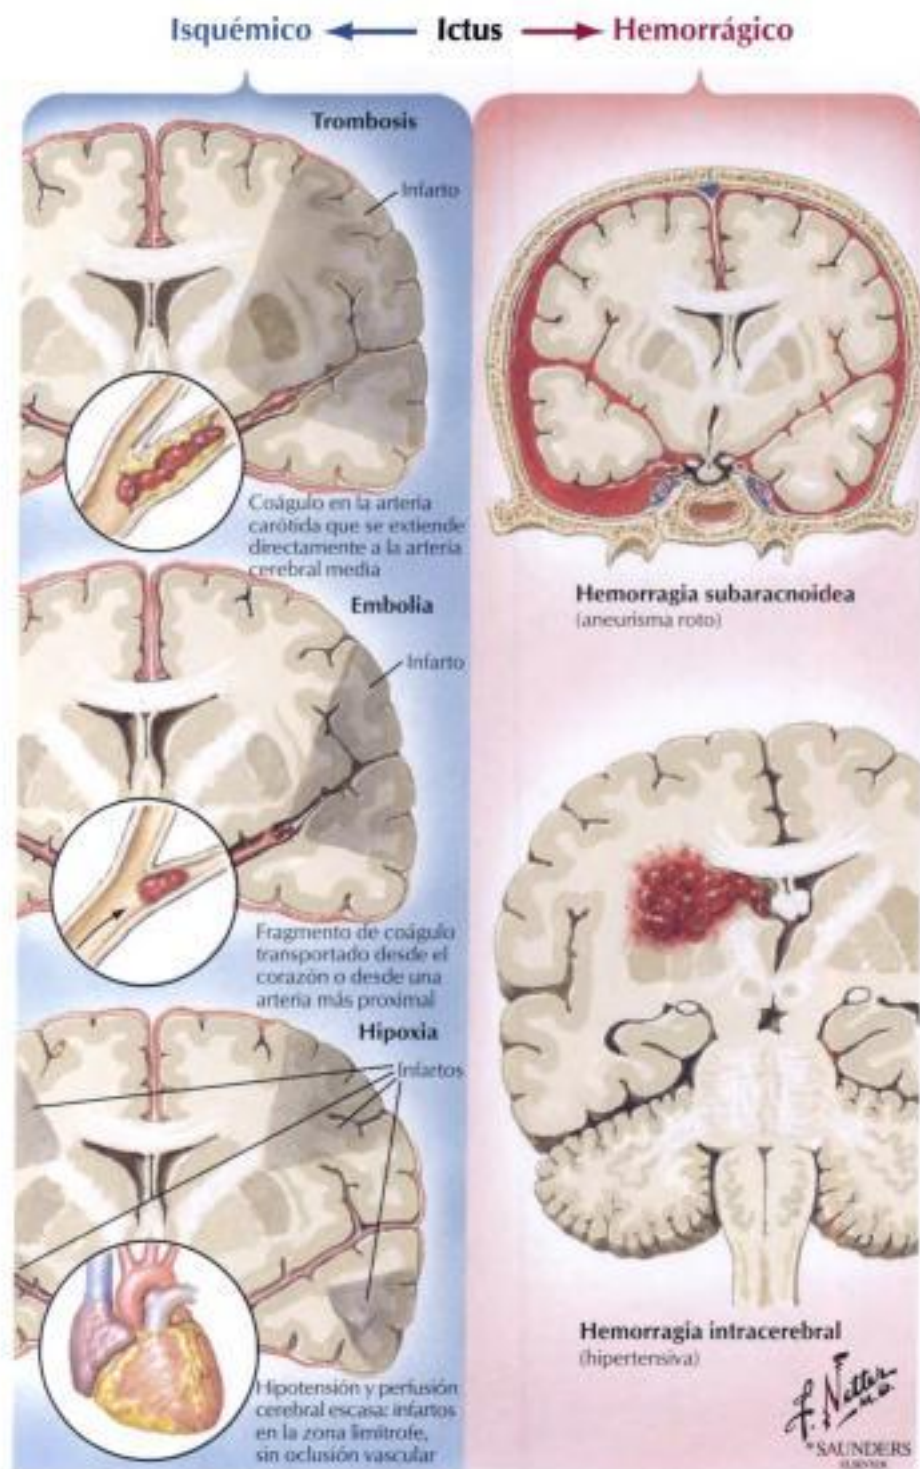 Isquémico Ictus Hemorrágico
Trombosis
Infarto
Coágulo en la arteria
carótida que se extiende
directamente a la arteria
cerebral media
Embolia
Infarto
Fragmento de coágulo
transportado desde el
corazón o desde una
arteria más proximal
Hipoxia
Infartos
Hipotensión y perfusión
cerebral escasa: infartos
en la zona limítrofe,
sin oclusión vascular
Hemorragia subaracnoidea
(aneurisma roto)
Hemorragia intracerebral
(hipertensiva)
F. Netter
M.D.
SAUNDERS
ELSEVIER